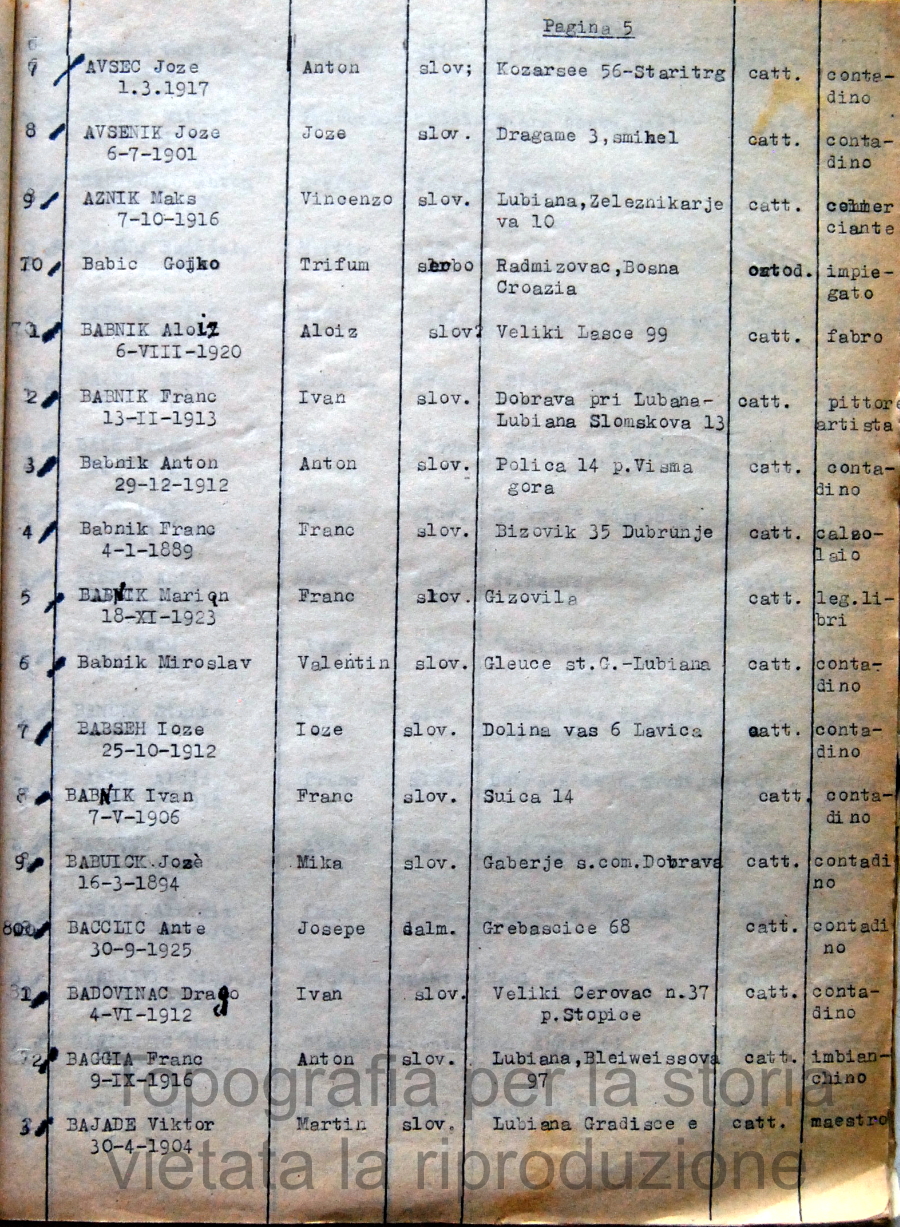 Pagina 5
7 AVSEC Joze Anton slov; Kozarsee 56-Staritrg catt. conta-
1.3.1917 dino
8 AVSENIK Joze Joze slov. Dragame 3,smihel catt. conta-
6-7-1901 dino
9 AZNIK Maks Vincenzo slov. Lubiana,Zeleznikarje catt. commer
7-10-1916 va 10 ciante
70 Babic Gojko Trifum serbo Radmizovac,Bosna ortod. impie-
Croazia gato
1 BABNIK Aloiz Aloiz slov. Veliki Lasce 99 catt. fabro
6-VIII-1920
2 BABNIK Franc Ivan slov. Dobrava pri Lubana- catt. pittore
13-II-1913 Lubiana Slomskova 13 artista
3 Babnik Anton Anton slov. Polica 14 p.Visma catt. conta-
29-12-1912 gora dino
4 Babnik Franc Franc slov. Bizovik 35 Dubrunje catt. calzo-
4-1-1889 laio
5 BABNIK Marion Franc slov. Gizovila catt. leg.li-
18-XI-1923 bri
6 Babnik Miroslav Valentin slov. Gleuce st.G.-Lubiana catt. conta-
dino
7 BABSEH Ioze Ioze slov. Dolina vas 6 Lavica catt. conta-
25-10-1912 dino
8 BABNIK Ivan Franc slov. Suica 14 catt. conta-
7-V-1906 dino
9 BABUICK.Jozè Mika slov. Gaberje s.com.Dobrava catt. contadi
16-3-1894 no
BACCLIC Ante Josepe dalm. Grebascice 68 catt. contadi
30-9-1925 no
1 BADOVINAC Drago Ivan slov. Veliki Cerovac n.37 catt. conta-
4-VI-1912 p.Stopice dino
2 BAGGIA Franc Anton slov. Lubiana,Bleiweissova catt. imbian-
9-IX-1916 97 chino
3 BAJADE Viktor Martin slov. Lubiana Gradisce e catt. maestro
30-4-1904
Topografia per la storia
vietata la riproduzione